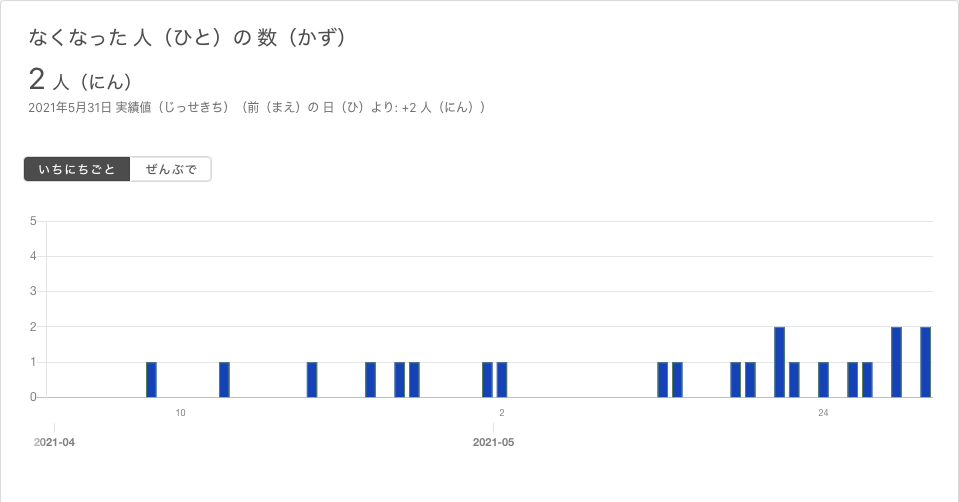 なくなった 人（ひと）の 数（かず）
2 人（にん）
2021年5月31日 実績値（じっせきち）（前（まえ）の 日（ひ）より: +2 人（にん））
いちにちごと ぜんぶで
5
4
3
2
1
0
10 2 24
2021-04 2021-05